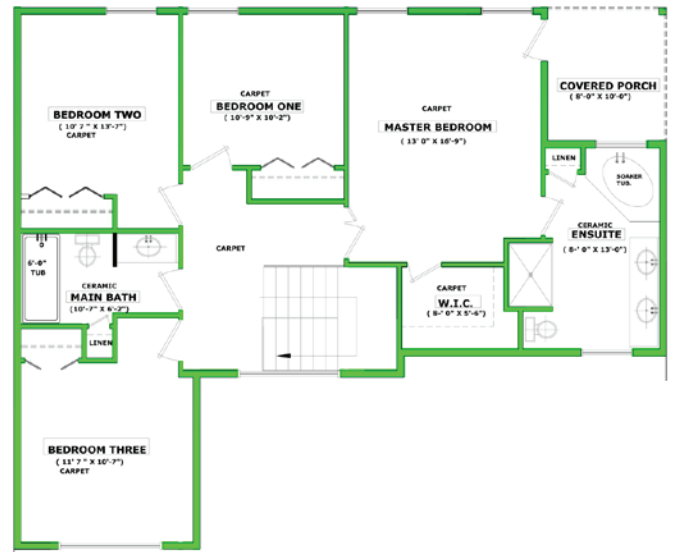 BEDROOM TWO
( 10' 7 " X 13'-7")
CARPET
CARPET
BEDROOM ONE
( 10'-9" X 10'-2")
CARPET
MASTER BEDROOM
( 13' 0" X 16'-9")
COVERED PORCH
( 8'-0" X 10'-0")
LINEN
SOAKER
TUB.
CERAMIC
ENSUITE
( 8-' 0" X 13'-0")
CARPET
6'-0"
TUB
CERAMIC
MAIN BATH
(10'-7" X 6'-2")
LINEN
CARPET
W.I.C.
( 8-' 0" X 5'-6")
BEDROOM THREE
( 11' 7 " X 10'-7")
CARPET